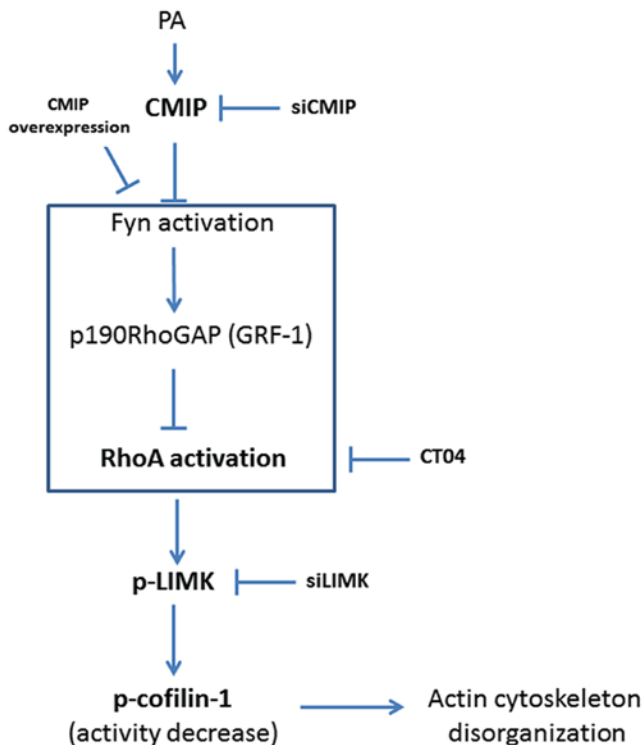 PA
CMIP
overexpression
CMIP
siCMIP
Fyn activation
p190RhoGAP (GRF-1)
RhoA activation
CT04
p-LIMK
siLIMK
p-cofilin-1
(activity decrease)
Actin cytoskeleton
disorganization